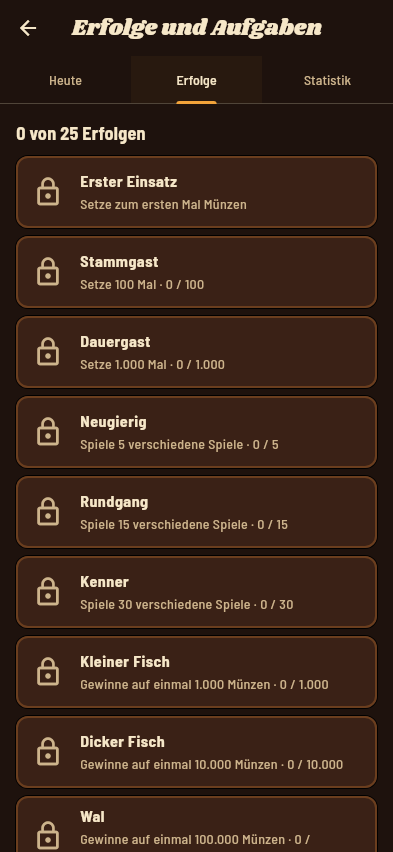 Erfolge und Aufgaben
Heute
Erfolge
Statistik
0 von 25 Erfolgen
Erster Einsatz
Setze zum ersten Mal Münzen
Stammgast
Setze 100 Mal · 0 / 100
Dauergast
Setze 1.000 Mal · 0 / 1.000
Neugierig
Spiele 5 verschiedene Spiele · 0 / 5
Rundgang
Spiele 15 verschiedene Spiele · 0 / 15
Kenner
Spiele 30 verschiedene Spiele · 0 / 30
Kleiner Fisch
Gewinne auf einmal 1.000 Münzen · 0 / 1.000
Dicker Fisch
Gewinne auf einmal 10.000 Münzen · 0 / 10.000
Wal
Gewinne auf einmal 100.000 Münzen · 0 /